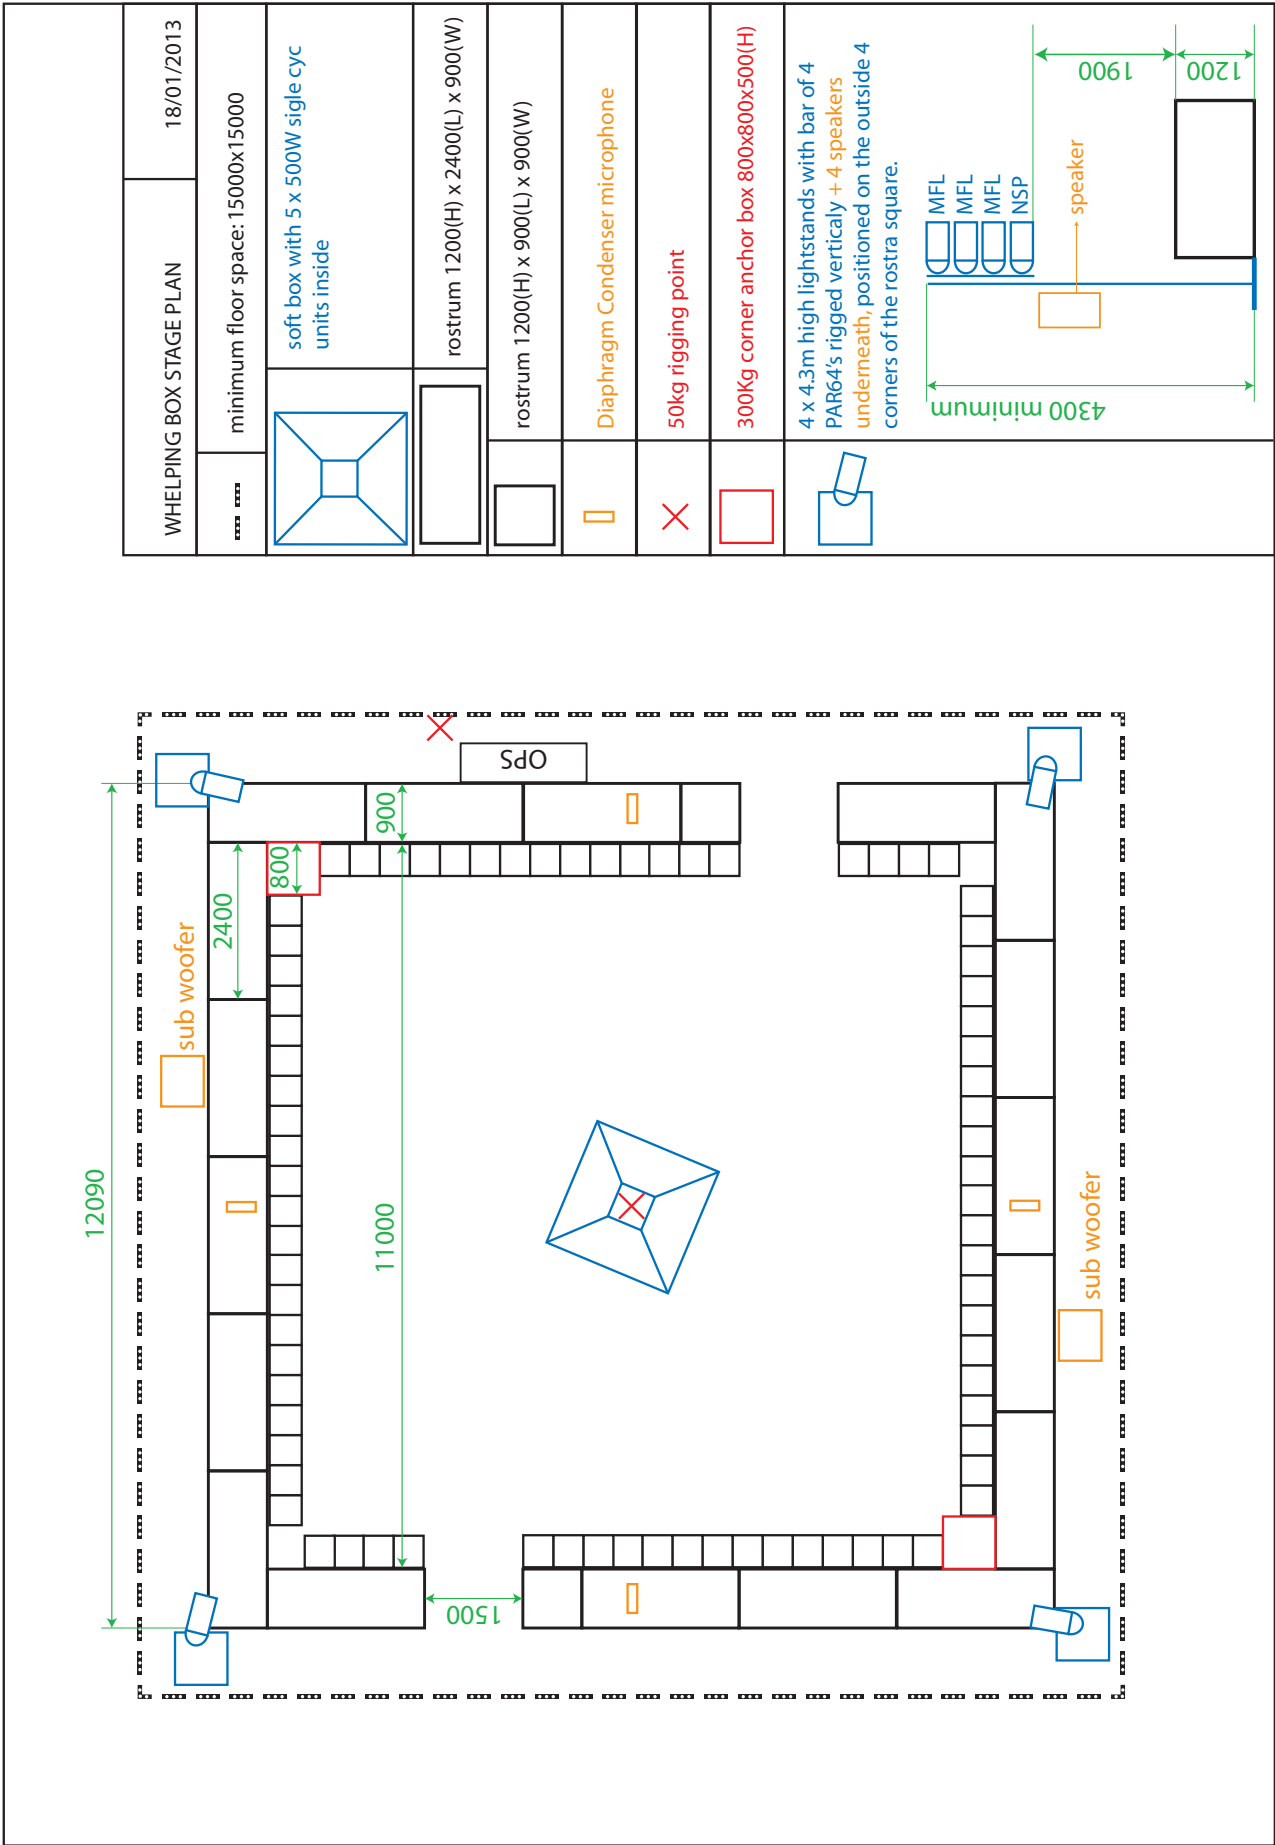 WHELPING BOX STAGE PLAN
18/01/2013
minimum floor space: 15000x15000
soft box with 5 x 500W sigle cyc
units inside
rostrum 1200(H) x 2400(L) x 900(W)
rostrum 1200(H) x 900(L) x 900(W)
Diaphragm Condenser microphone
50kg rigging point
300Kg corner anchor box 800x800x500(H)
4 x 4.3m high lightstands with bar of 4
PAR64's rigged verticaly + 4 speakers
underneath, positioned on the outside 4
corners of the rostra square.
MFL
MFL
MFL
NSP
speaker
1900
1200
4300 minimum
OPS
900
800
2400
sub woofer
12090
11000
1500
sub woofer